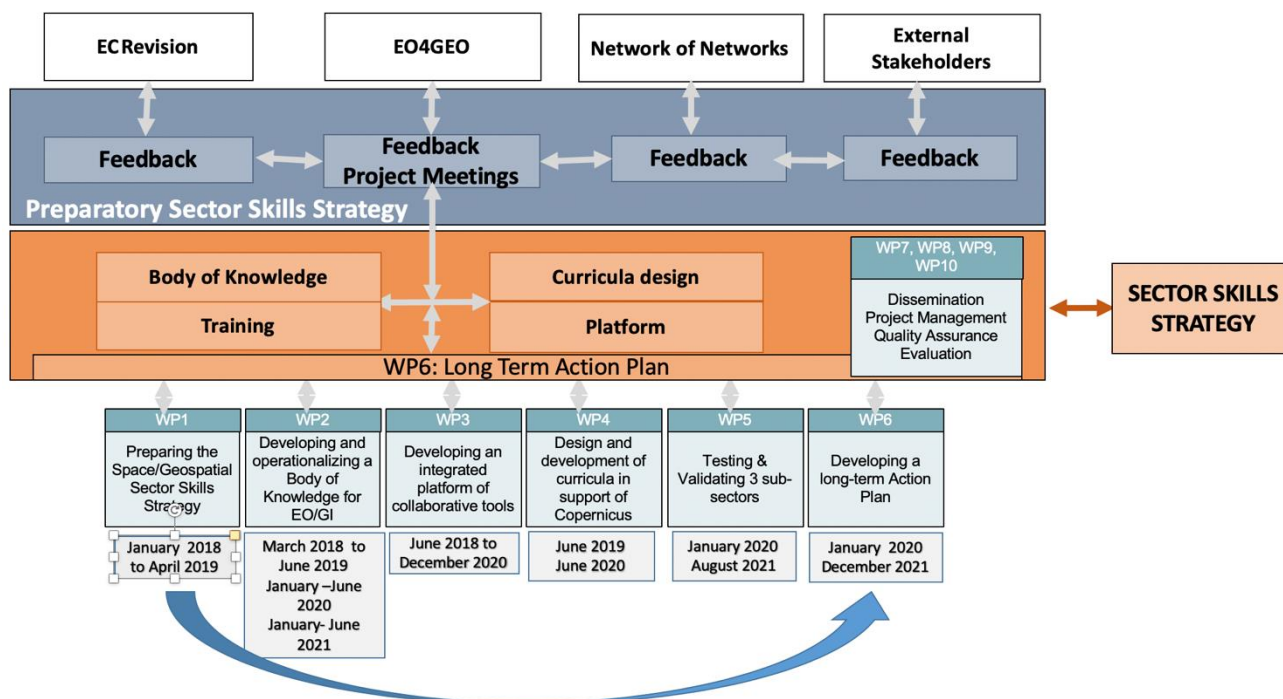 EC Revision
EO4GEO
Network of Networks
External
Stakeholders
Feedback
Feedback
Project Meetings
Feedback
Feedback
Preparatory Sector Skills Strategy
Body of Knowledge
Curricula design
Training
Platform
WP6: Long Term Action Plan
WP7, WP8, WP9,
WP10
Dissemination
Project Management
Quality Assurance
Evaluation
SECTOR SKILLS
STRATEGY
WP1
Preparing the
Space/Geospatial
Sector Skills
Strategy
January 2018
to April 2019
WP2
Developing and
operationalizing a
Body of
Knowledge for
EO/GI
March 2018 to
June 2019
January –June
2020
January- June
2021
WP3
Developing an
integrated
platform of
collaborative tools
June 2018 to
December 2020
WP4
Design and
development of
curricula in
support of
Copernicus
June 2019
June 2020
WP5
Testing &
Validating 3 sub-
sectors
January 2020
August 2021
WP6
Developing a
long-term Action
Plan
January 2020
December 2021